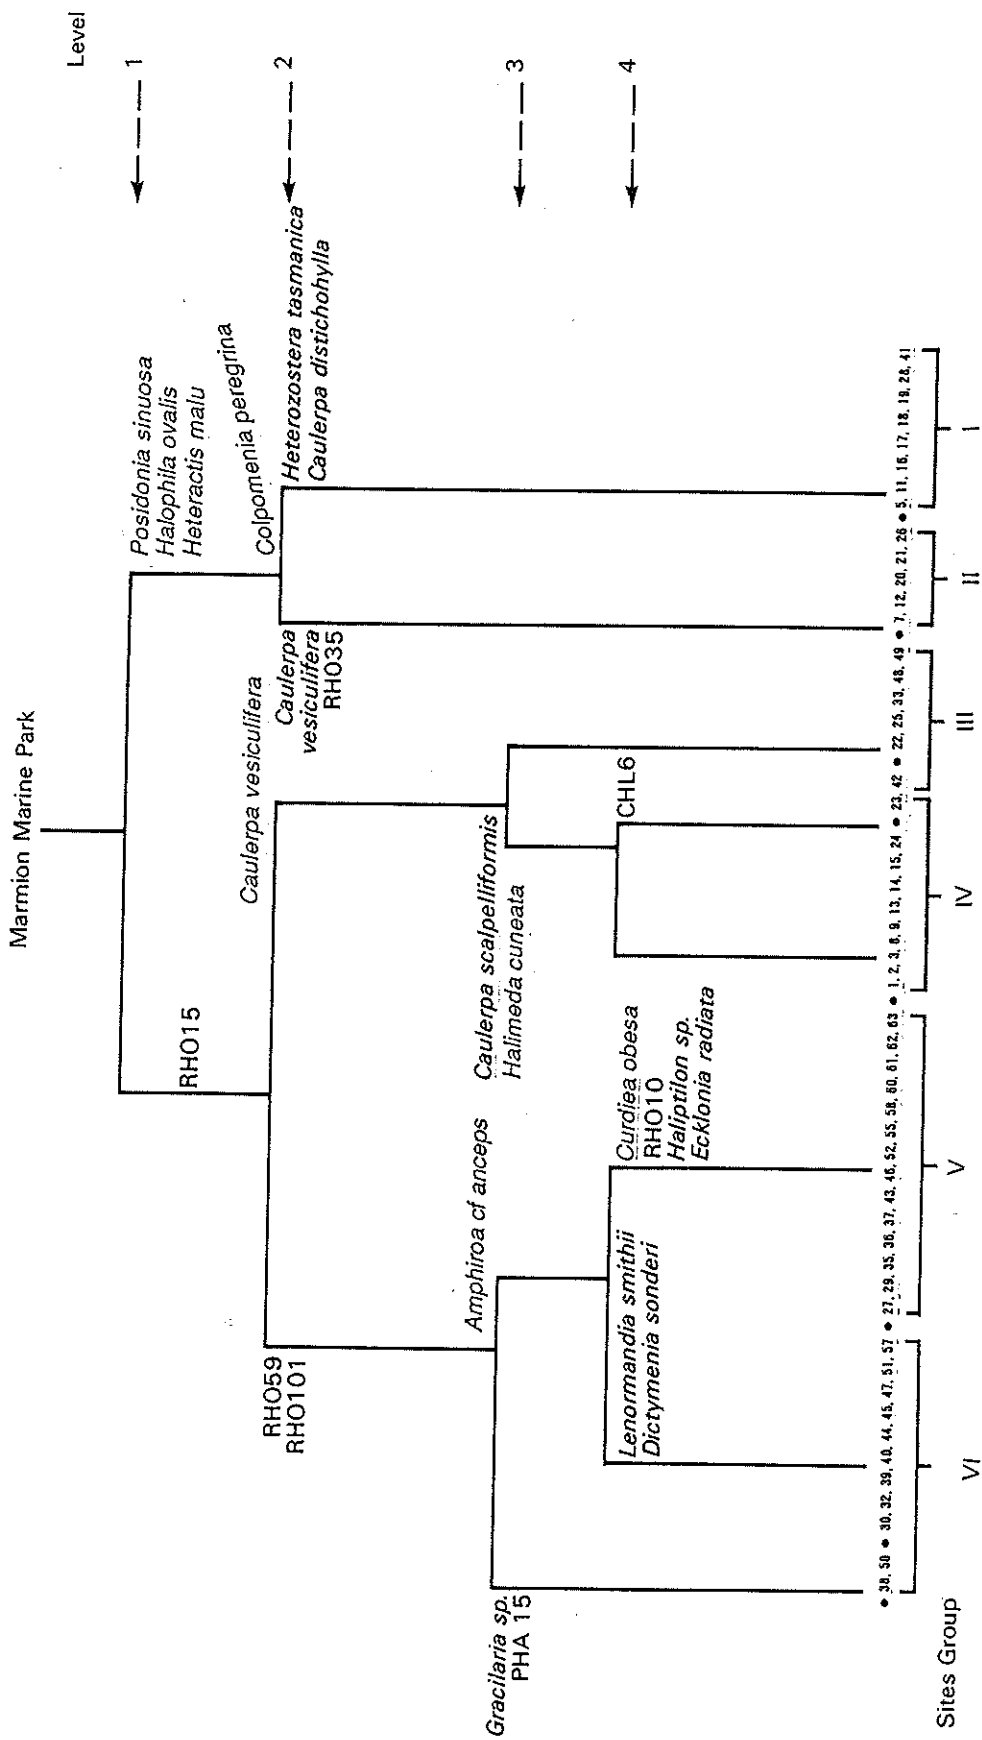 Marmion Marine Park
Level
1
2
3
4
RHO15
Posidonia sinuosa
Halophila ovalis
Heteractis malu
RHO59
RHO101
Caulerpa vesiculifera
Colpomenia peregrina
Caulerpa
vesiculifera
RHO35
Heterozostera tasmanica
Caulerpa distichohylla
Gracilaria sp.
PHA 15
Amphiroa cf anceps
Caulerpa scalpelliformis
Halimeda cuneata
Lenormandia smithii
Dictymenia sonderi
Curdiea obesa
RHO10
Haliptilon sp.
Ecklonia radiata
CHL6
• 38, 50 • 30, 32, 39, 40, 44, 45, 47, 51, 57 • 27, 29, 35, 36, 37, 43, 46, 52, 55, 58, 60, 61, 62, 63 • 1, 2, 3, 8, 9, 13, 14, 15, 24 • 23, 42 • 22, 25, 33, 48, 49 • 7, 12, 20, 21, 26 • 5, 11, 16, 17, 18, 19, 28, 41
Sites Group
VI
V
IV
III
II
I